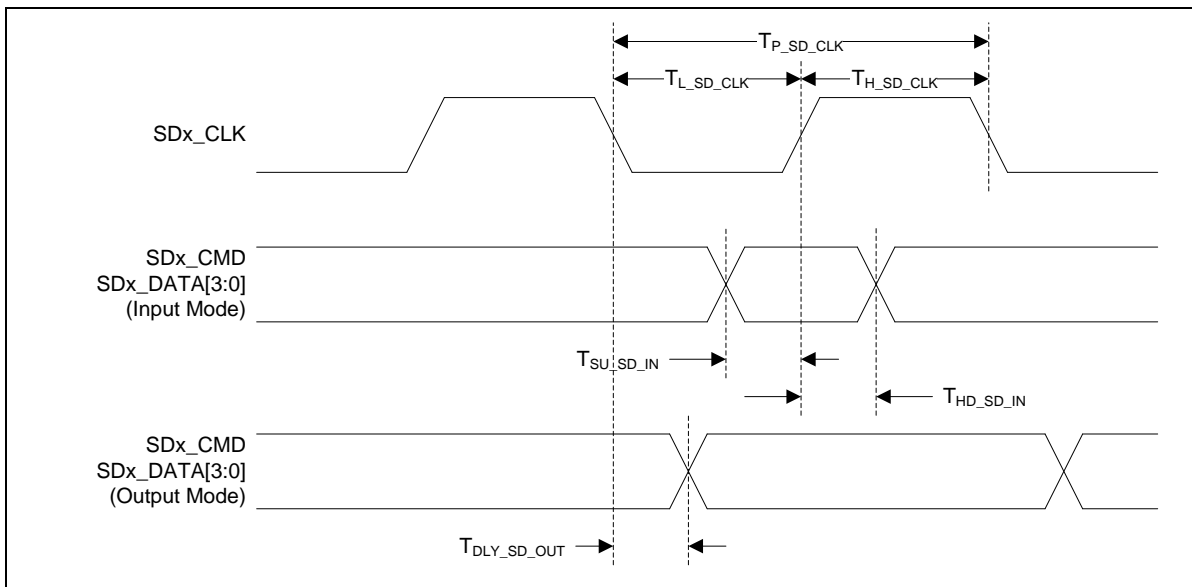 T_P_SD_CLK
T_L_SD_CLK
T_H_SD_CLK
SDx_CLK
SDx_CMD
SDx_DATA[3:0]
(Input Mode)
T_SU_SD_IN
T_HD_SD_IN
SDx_CMD
SDx_DATA[3:0]
(Output Mode)
T_DLY_SD_OUT